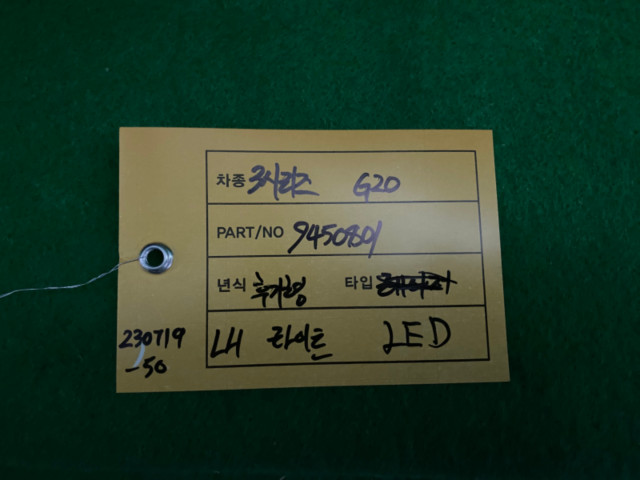 차종 3시리즈 G20
PART/NO 9450801
년식 후기형 타입
LH 라이트 LED
230719
-50